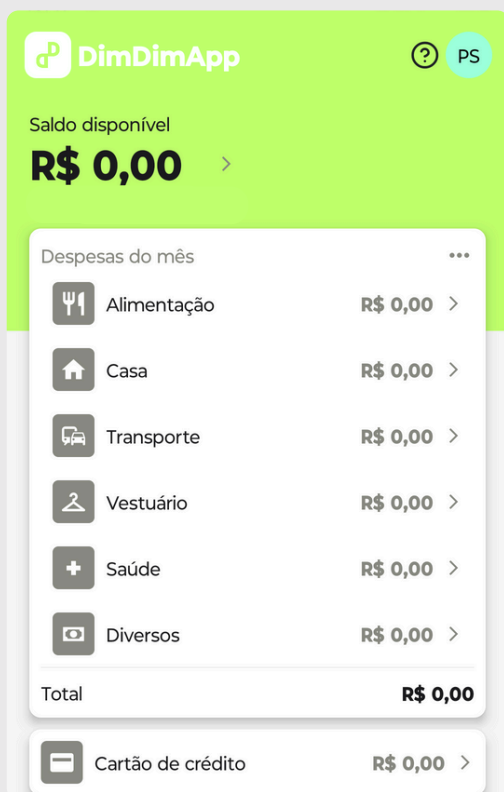 DimDimApp
PS
Saldo disponível
R$ 0,00
Despesas do mês
Alimentação R$ 0,00
Casa R$ 0,00
Transporte R$ 0,00
Vestuário R$ 0,00
Saúde R$ 0,00
Diversos R$ 0,00
Total R$ 0,00
Cartão de crédito R$ 0,00